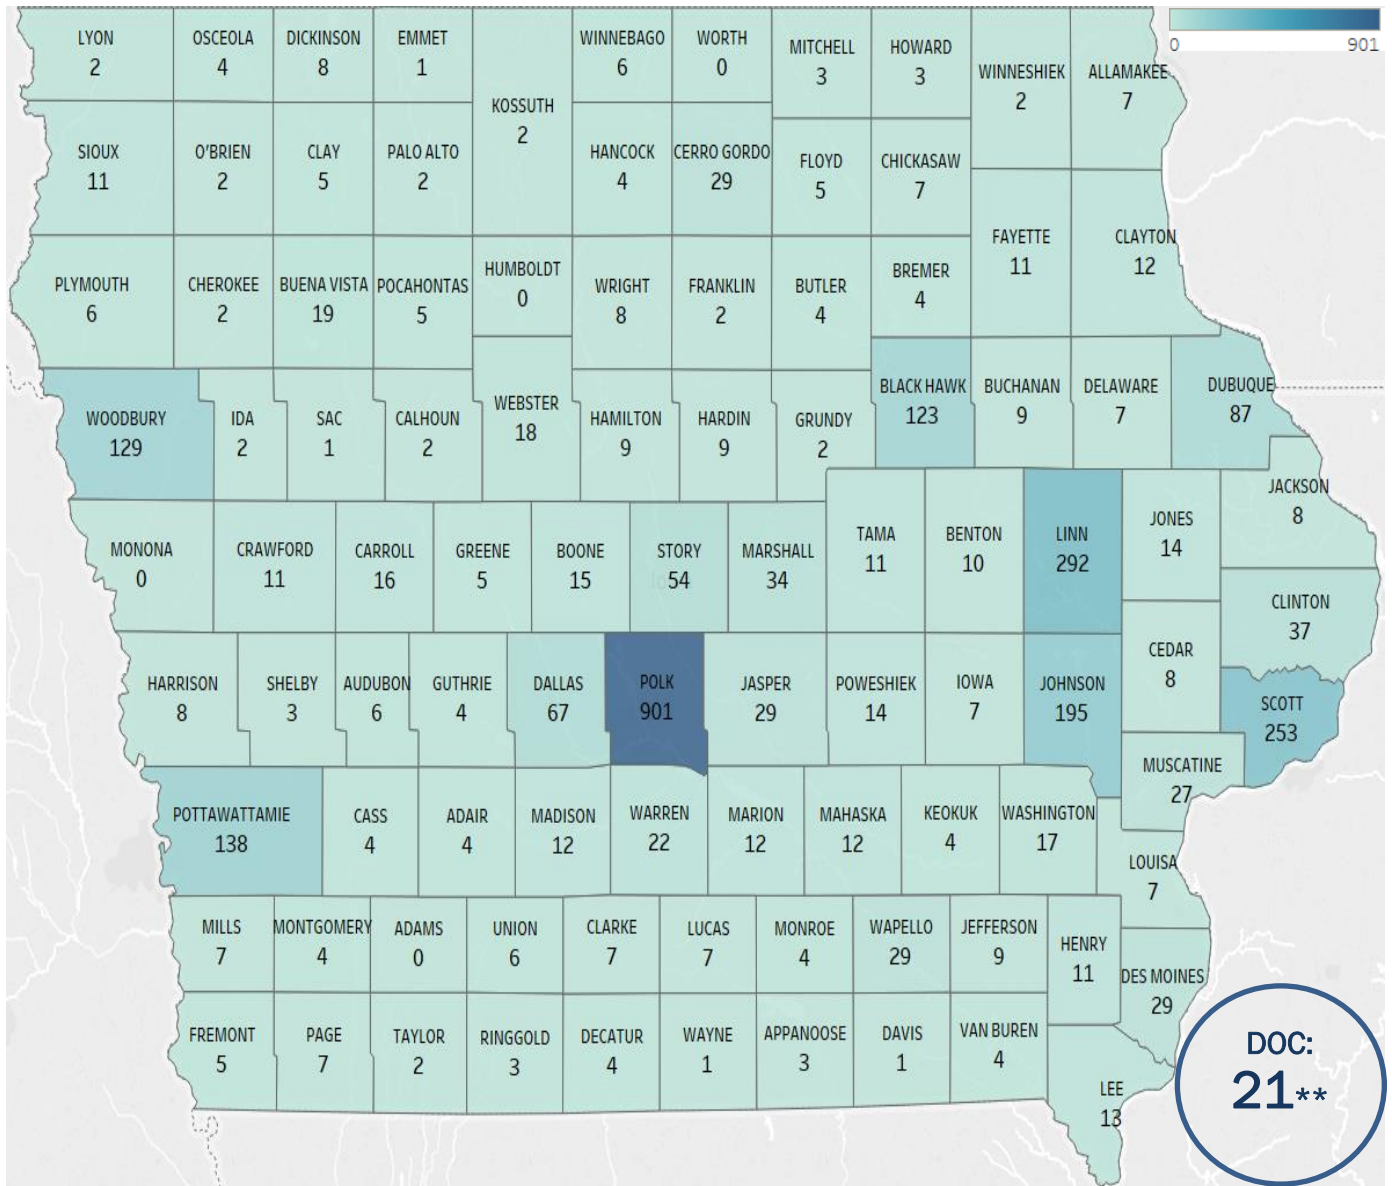 0
901
LYON
2
OSCEOLA
4
DICKINSON
8
EMMET
1
KOSSUTH
2
WINNEBAGO
6
WORTH
0
MITCHELL
3
HOWARD
3
WINNESHIEK
2
ALLAMAKEE
7
SIOUX
11
O'BRIEN
2
CLAY
5
PALO ALTO
2
HANCOCK
4
CERRO GORDO
29
FLOYD
5
CHICKASAW
7
FAYETTE
11
CLAYTON
12
PLYMOUTH
6
CHEROKEE
2
BUENA VISTA
19
POCAHONTAS
5
HUMBOLDT
0
WRIGHT
8
FRANKLIN
2
BUTLER
4
BREMER
4
WOODBURY
129
IDA
2
SAC
1
CALHOUN
2
WEBSTER
18
HAMILTON
9
HARDIN
9
GRUNDY
2
BLACK HAWK
123
BUCHANAN
9
DELAWARE
7
DUBUQUE
87
MONONA
0
CRAWFORD
11
CARROLL
16
GREENE
5
BOONE
15
STORY
54
MARSHALL
34
TAMA
11
BENTON
10
LINN
292
JONES
14
JACKSON
8
CLINTON
37
HARRISON
8
SHELBY
3
AUDUBON
6
GUTHRIE
4
DALLAS
67
POLK
901
JASPER
29
POWESHIEK
14
IOWA
7
JOHNSON
195
CEDAR
8
SCOTT
253
MUSCATINE
27
POTTAWATTAMIE
138
CASS
4
ADAIR
4
MADISON
12
WARREN
22
MARION
12
MAHASKA
12
KEOKUK
4
WASHINGTON
17
LOUISA
7
MILLS
7
MONTGOMERY
4
ADAMS
0
UNION
6
CLARKE
7
LUCAS
7
MONROE
4
WAPELLO
29
JEFFERSON
9
HENRY
11
DES MOINES
29
FREMONT
5
PAGE
7
TAYLOR
2
RINGGOLD
3
DECATUR
4
WAYNE
1
APPANOOSE
3
DAVIS
1
VAN BUREN
4
LEE
13
DOC:
21**